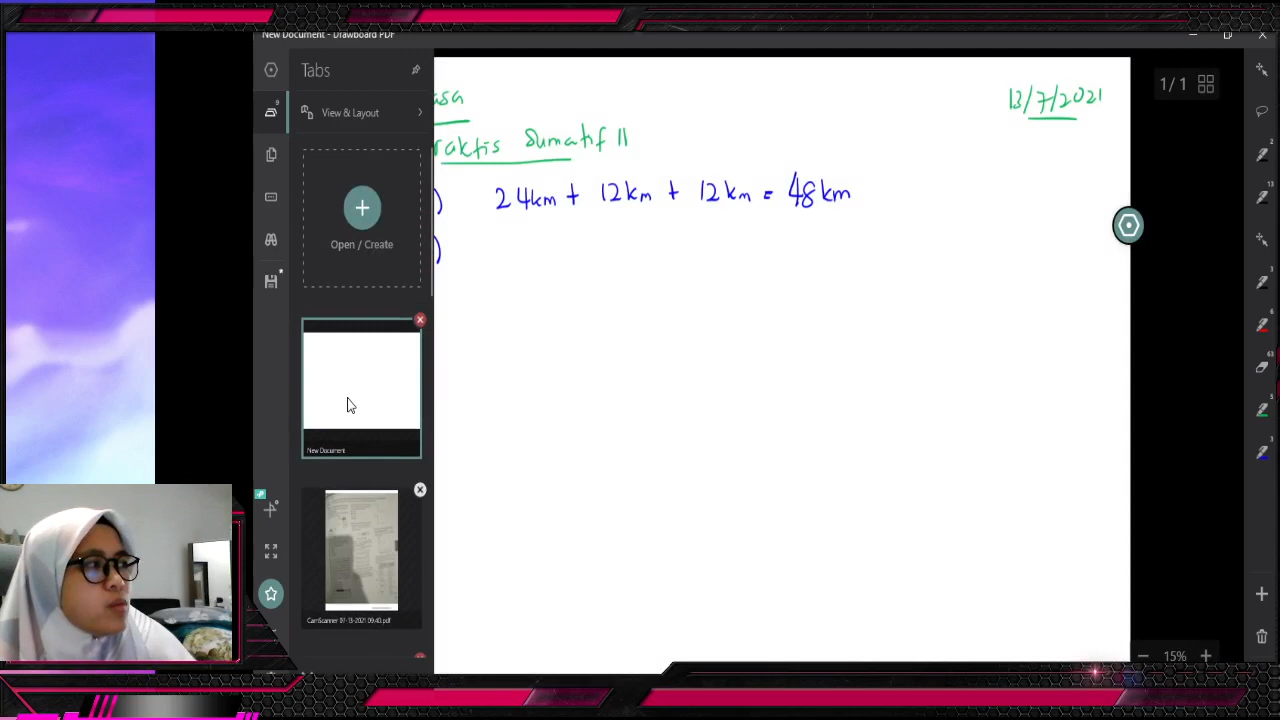 New Document - Drawboard PDF
Tabs
View & Layout
Open / Create
New Document
CamScanner 07-13-2021 09.40.pdf
1/1
asa
13/7/2021
raktis Sumatif II
) 24km + 12km + 12km = 48km
)
15%